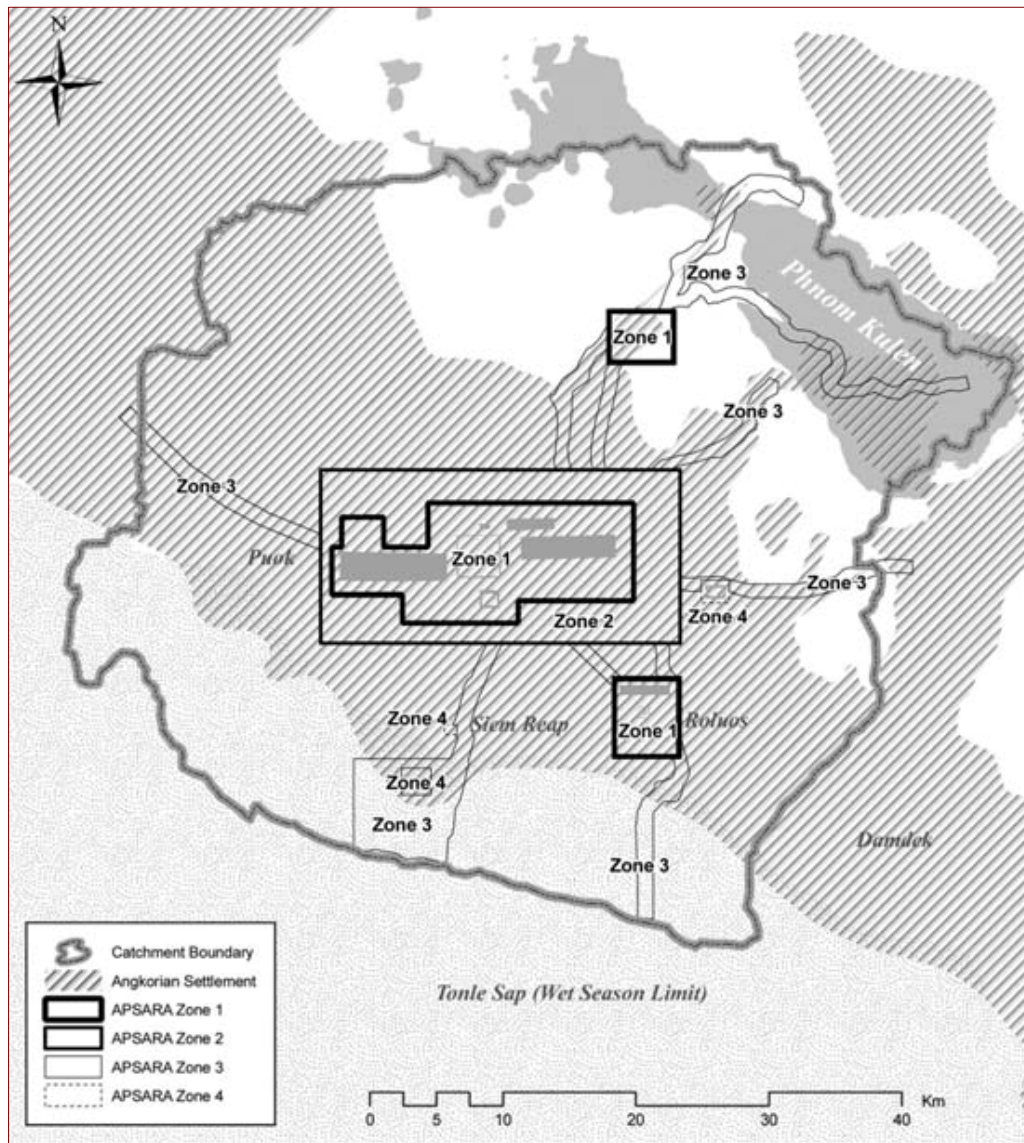 N
Zone 3
Phnom Kulen
Zone 1
Zone 3
Zone 3
Puok
Zone 1
Zone 3
Zone 2
Zone 4
Zone 4
Siem Reap
Zone 1
Roluos
Zone 4
Zone 3
Zone 3
Damdek
Catchment Boundary
Angkorian Settlement
APSARA Zone 1
APSARA Zone 2
APSARA Zone 3
APSARA Zone 4
Tonle Sap (Wet Season Limit)
Km
0 5 10 20 30 40